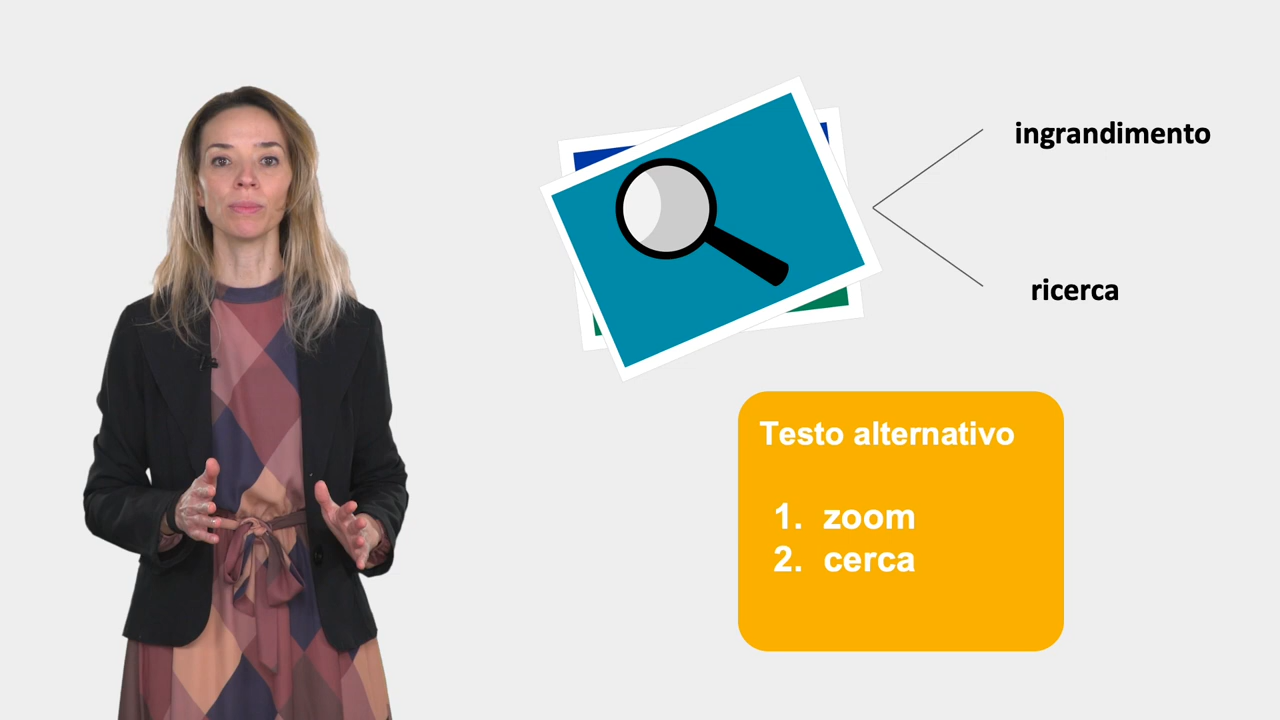 ingrandimento
ricerca
Testo alternativo
1. zoom
2. cerca